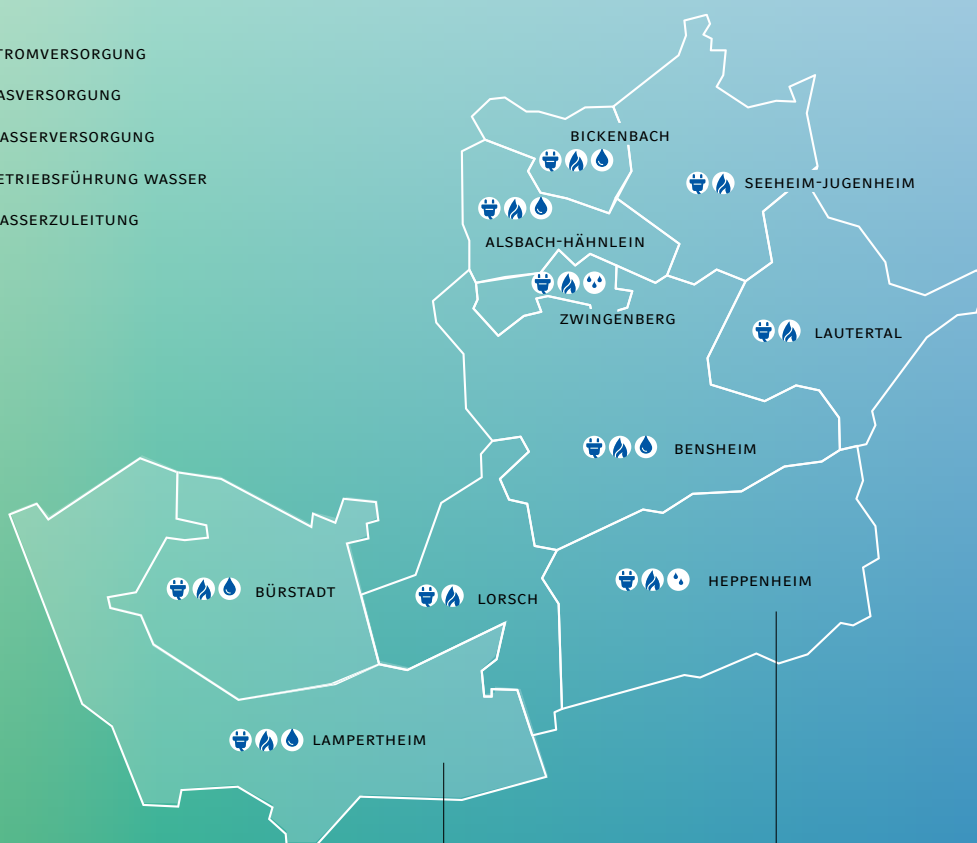 TROMVERSORGUNG
ASVERSORGUNG
ASSERVERSORGUNG
ETRIEBSFÜHRUNG WASSER
ASSERZULEITUNG
BICKENBACH
SEEHEIM-JUGENHEIM
ALSBACH-HÄHNLEIN
ZWINGENBERG
LAUTERTAL
BENSHEIM
HEPPENHEIM
BÜRSTADT
LORSCH
LAMPERTHEIM